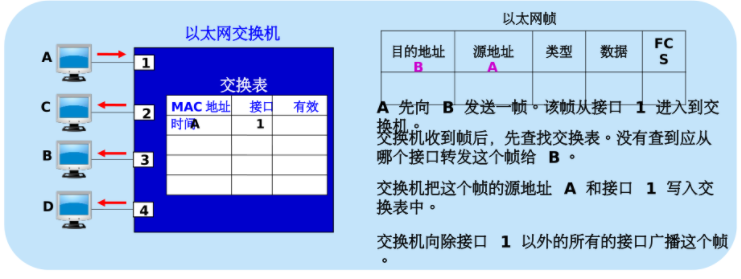 以太网交换机
A
C
B
D
1
2
3
4
交换表
MAC 地址 接口 有效
时间
A 1
以太网帧
目的地址 源地址 类型 数据 FC
S
B A
A 先向 B 发送一帧。该帧从接口 1 进入到交
换机。
交换机收到帧后，先查找交换表。没有查到应从
哪个接口转发这个帧给 B 。
交换机把这个帧的源地址 A 和接口 1 写入交
换表中。
交换机向除接口 1 以外的所有的接口广播这个帧
。